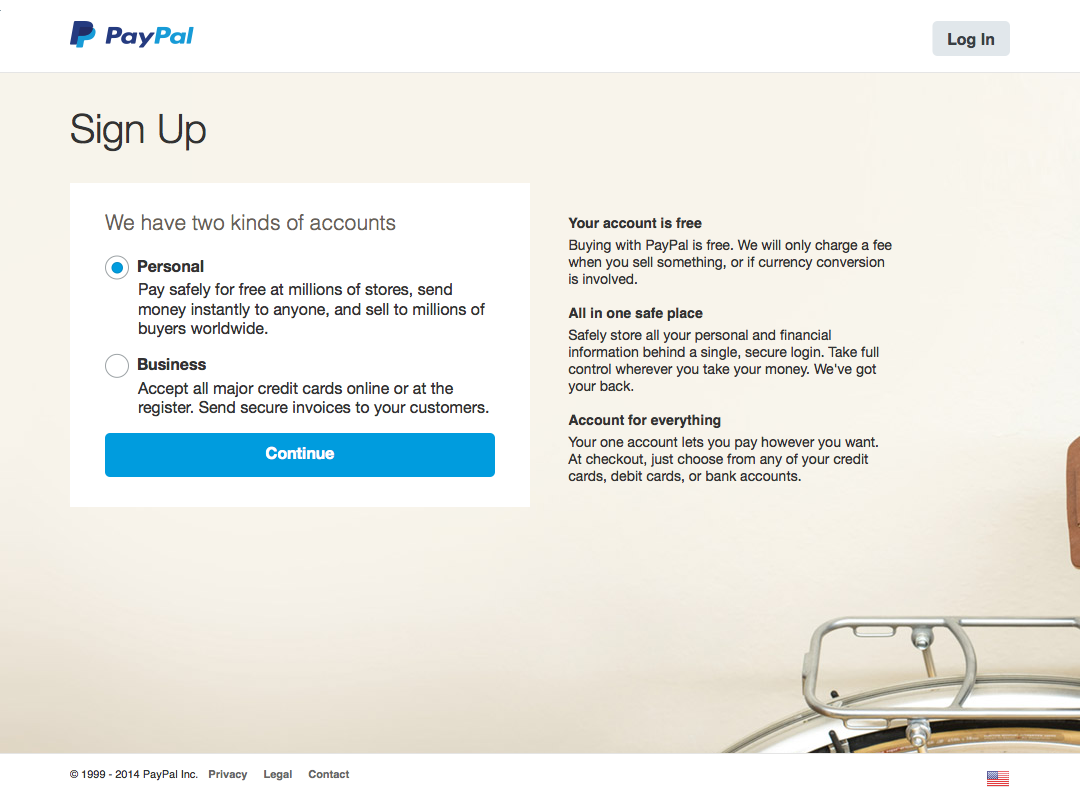 PayPal
Log In
Sign Up
We have two kinds of accounts
Personal
Pay safely for free at millions of stores, send
money instantly to anyone, and sell to millions of
buyers worldwide.
Business
Accept all major credit cards online or at the
register. Send secure invoices to your customers.
Continue
Your account is free
Buying with PayPal is free. We will only charge a fee
when you sell something, or if currency conversion
is involved.
All in one safe place
Safely store all your personal and financial
information behind a single, secure login. Take full
control wherever you take your money. We've got
your back.
Account for everything
Your one account lets you pay however you want.
At checkout, just choose from any of your credit
cards, debit cards, or bank accounts.
© 1999 - 2014 PayPal Inc. Privacy Legal Contact